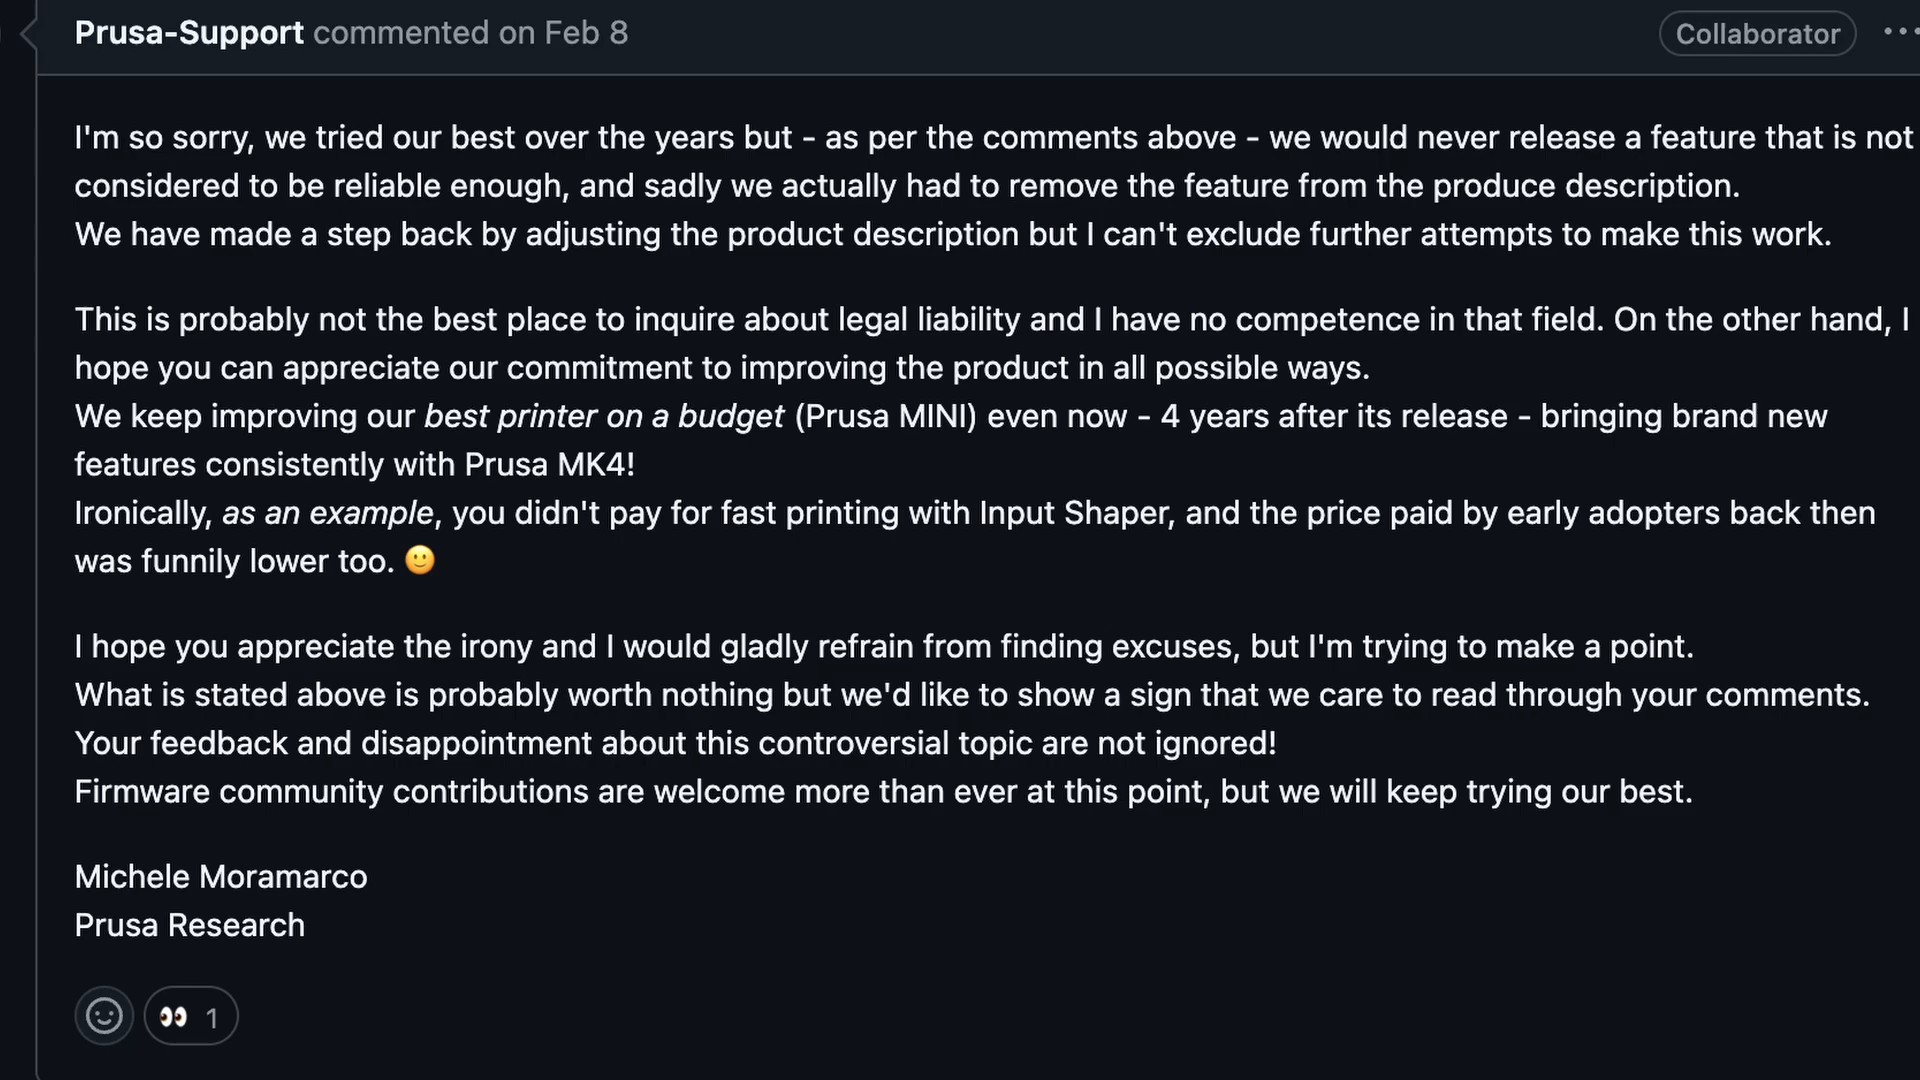 Prusa-Support commented on Feb 8
Collaborator
I'm so sorry, we tried our best over the years but - as per the comments above - we would never release a feature that is not
considered to be reliable enough, and sadly we actually had to remove the feature from the produce description.
We have made a step back by adjusting the product description but I can't exclude further attempts to make this work.
This is probably not the best place to inquire about legal liability and I have no competence in that field. On the other hand, I
hope you can appreciate our commitment to improving the product in all possible ways.
We keep improving our best printer on a budget (Prusa MINI) even now - 4 years after its release - bringing brand new
features consistently with Prusa MK4!
Ironically, as an example, you didn't pay for fast printing with Input Shaper, and the price paid by early adopters back then
was funnily lower too. 🙂
I hope you appreciate the irony and I would gladly refrain from finding excuses, but I'm trying to make a point.
What is stated above is probably worth nothing but we'd like to show a sign that we care to read through your comments.
Your feedback and disappointment about this controversial topic are not ignored!
Firmware community contributions are welcome more than ever at this point, but we will keep trying our best.
Michele Moramarco
Prusa Research
👀 1